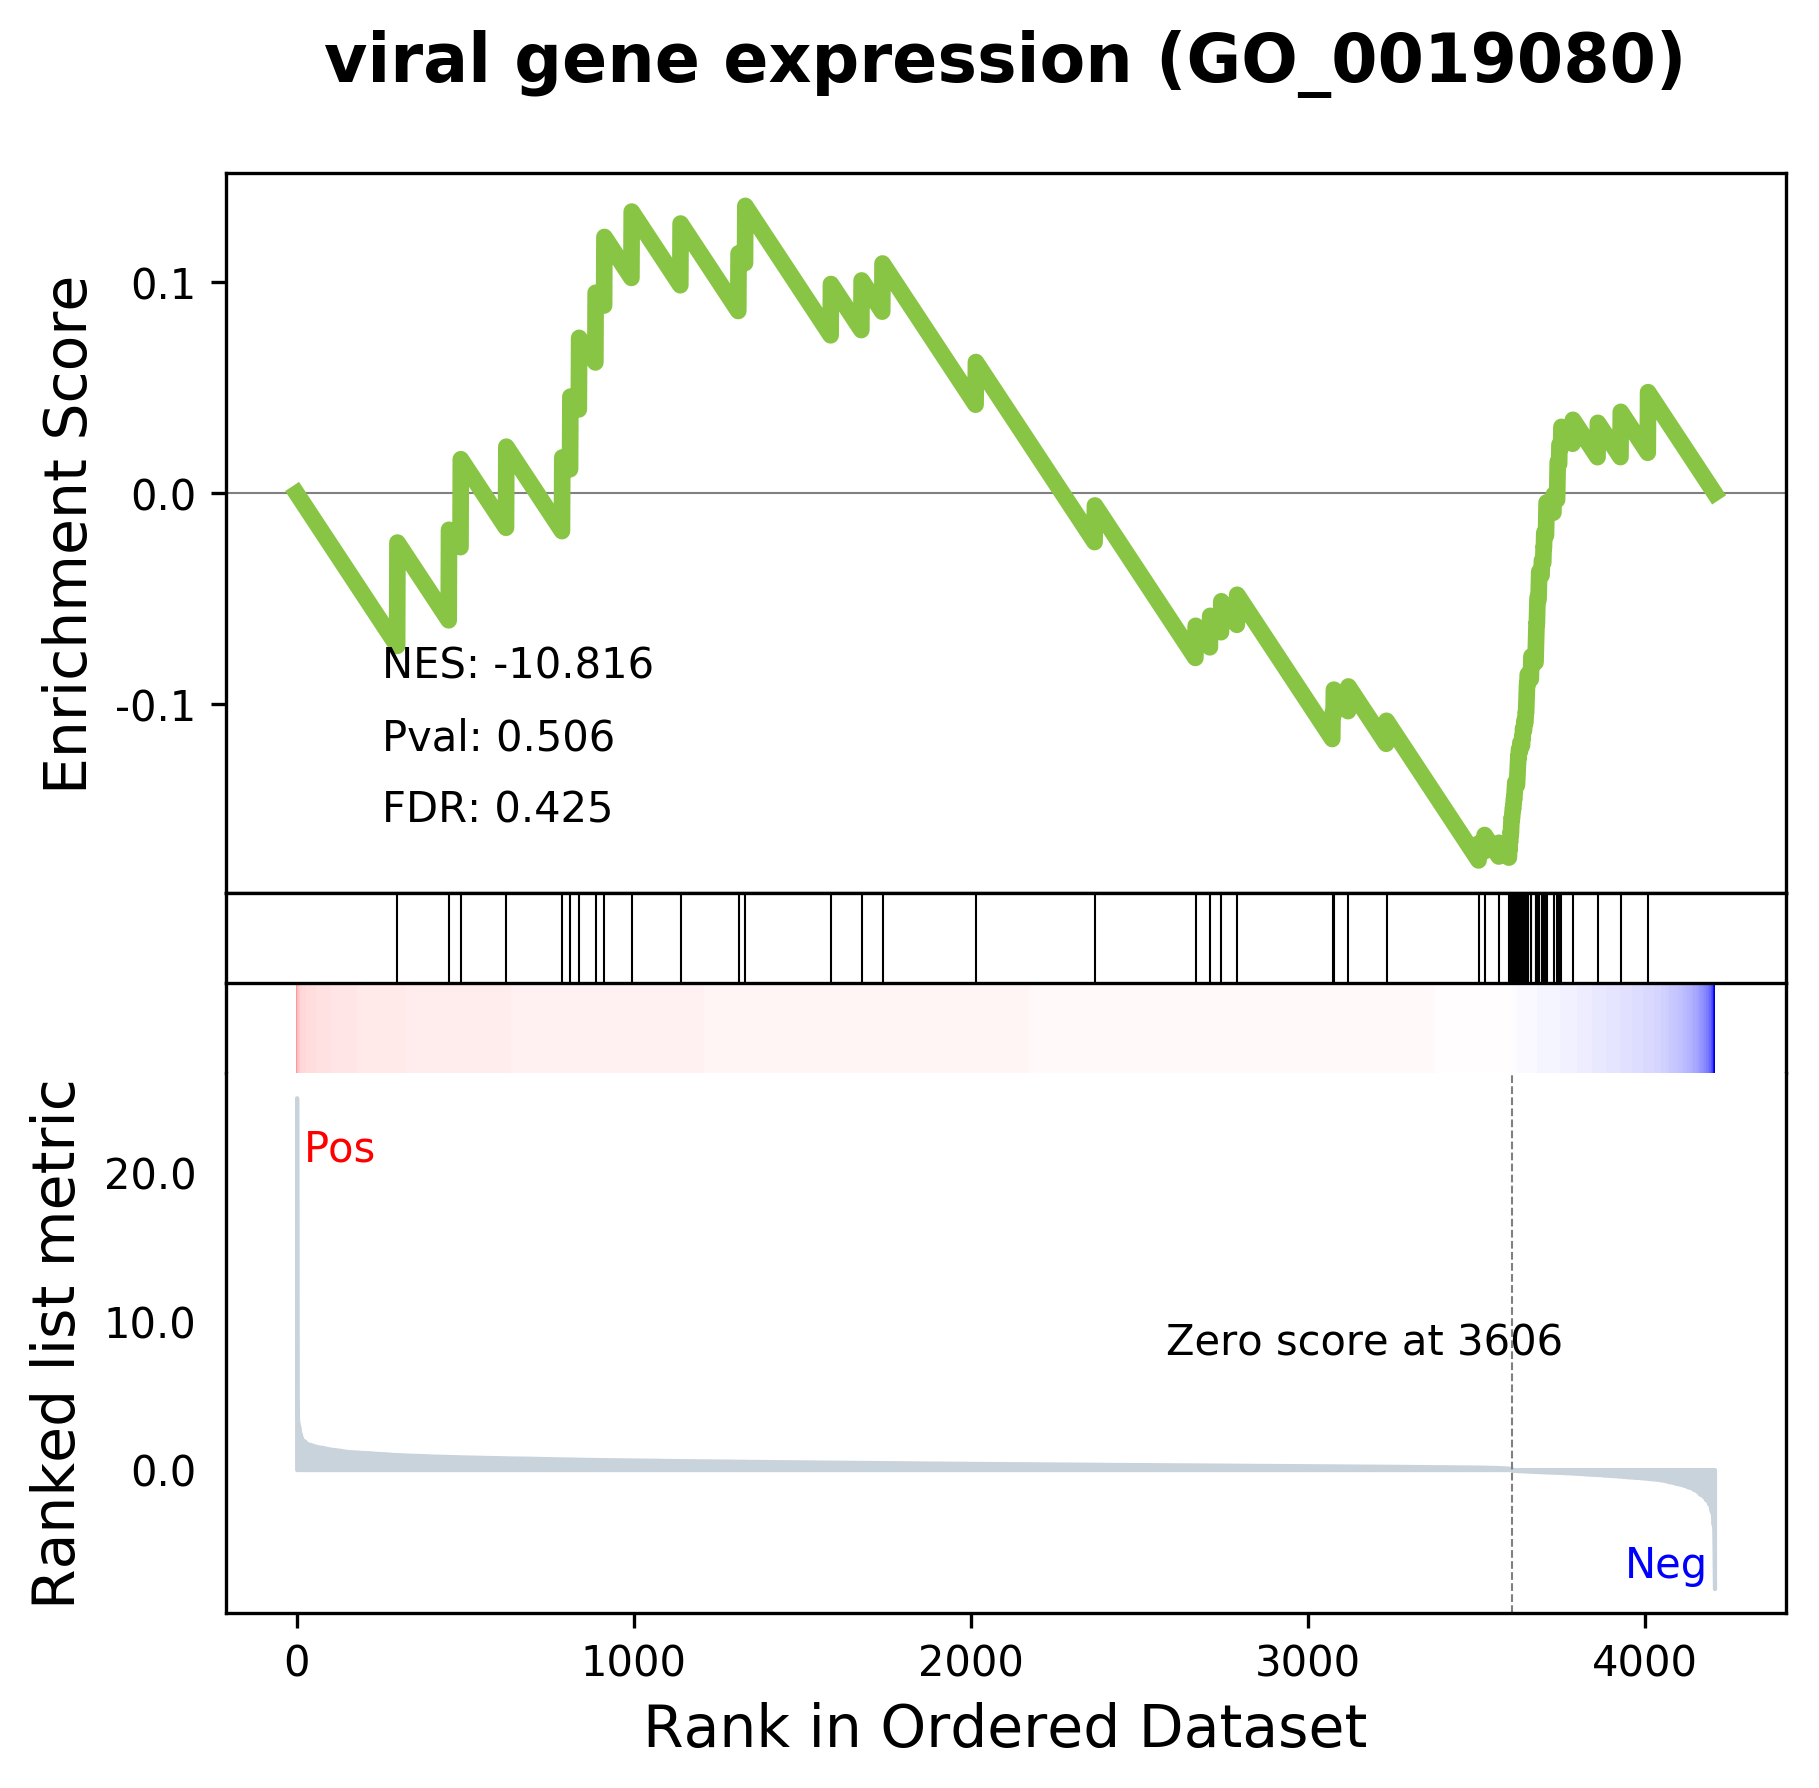 viral gene expression (GO_0019080)
Enrichment Score
0.1
0.0
-0.1
NES: -10.816
Pval: 0.506
FDR: 0.425
Ranked list metric
20.0
10.0
0.0
Pos
Zero score at 3606
Neg
0 1000 2000 3000 4000
Rank in Ordered Dataset